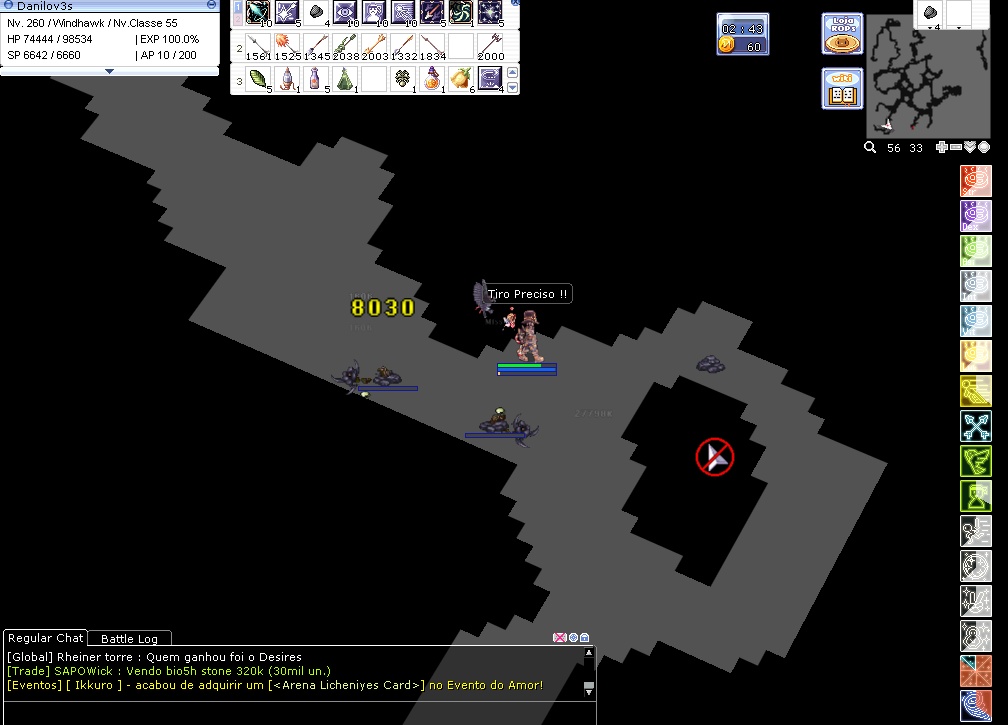 Danilov3s
Nv. 260 / Windhawk / Nv.Classe 55
HP 74444 / 98534 | EXP 100.0%
SP 6642 / 6660 | AP 10 / 200
10 5 4 10 10 10 5 5 5
2 1561 1525 1345 2038 2003 1332 1834 2000
3 5 1 5 1 1 1 6 4
02 : 43
60
Loja
ROPs
wiki
4
56 33
Str
Dex
Tiro Preciso !!
8030
Regular Chat
Battle Log
[Global] Rheiner torre : Quem ganhou foi o Desires
[Trade] SAPOWick : Vendo bio5h stone 320k (30mil un.)
[Eventos] [ Ikkuro ] - acabou de adquirir um [<Arena Licheniyes Card>] no Evento do Amor!